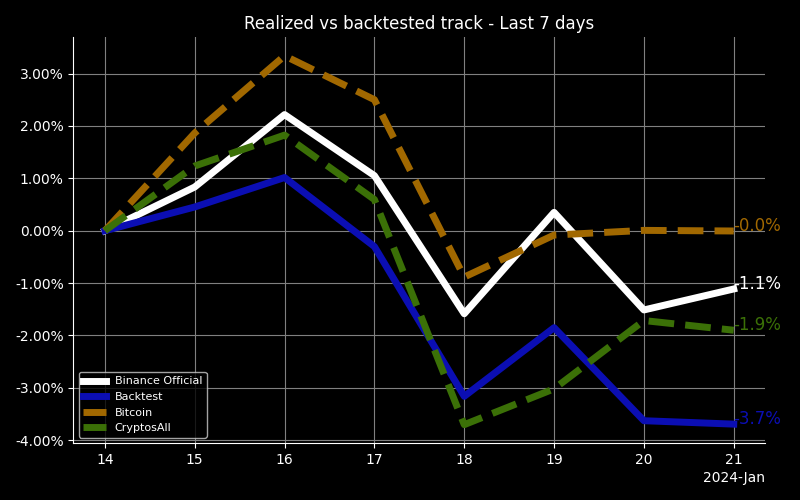 Realized vs backtested track - Last 7 days
3.00%
2.00%
1.00%
0.00%
-1.00%
-2.00%
-3.00%
-4.00%
-0.0%
-1.1%
-1.9%
-3.7%
Binance Official
Backtest
Bitcoin
CryptosAll
14 15 16 17 18 19 20 21
2024-Jan